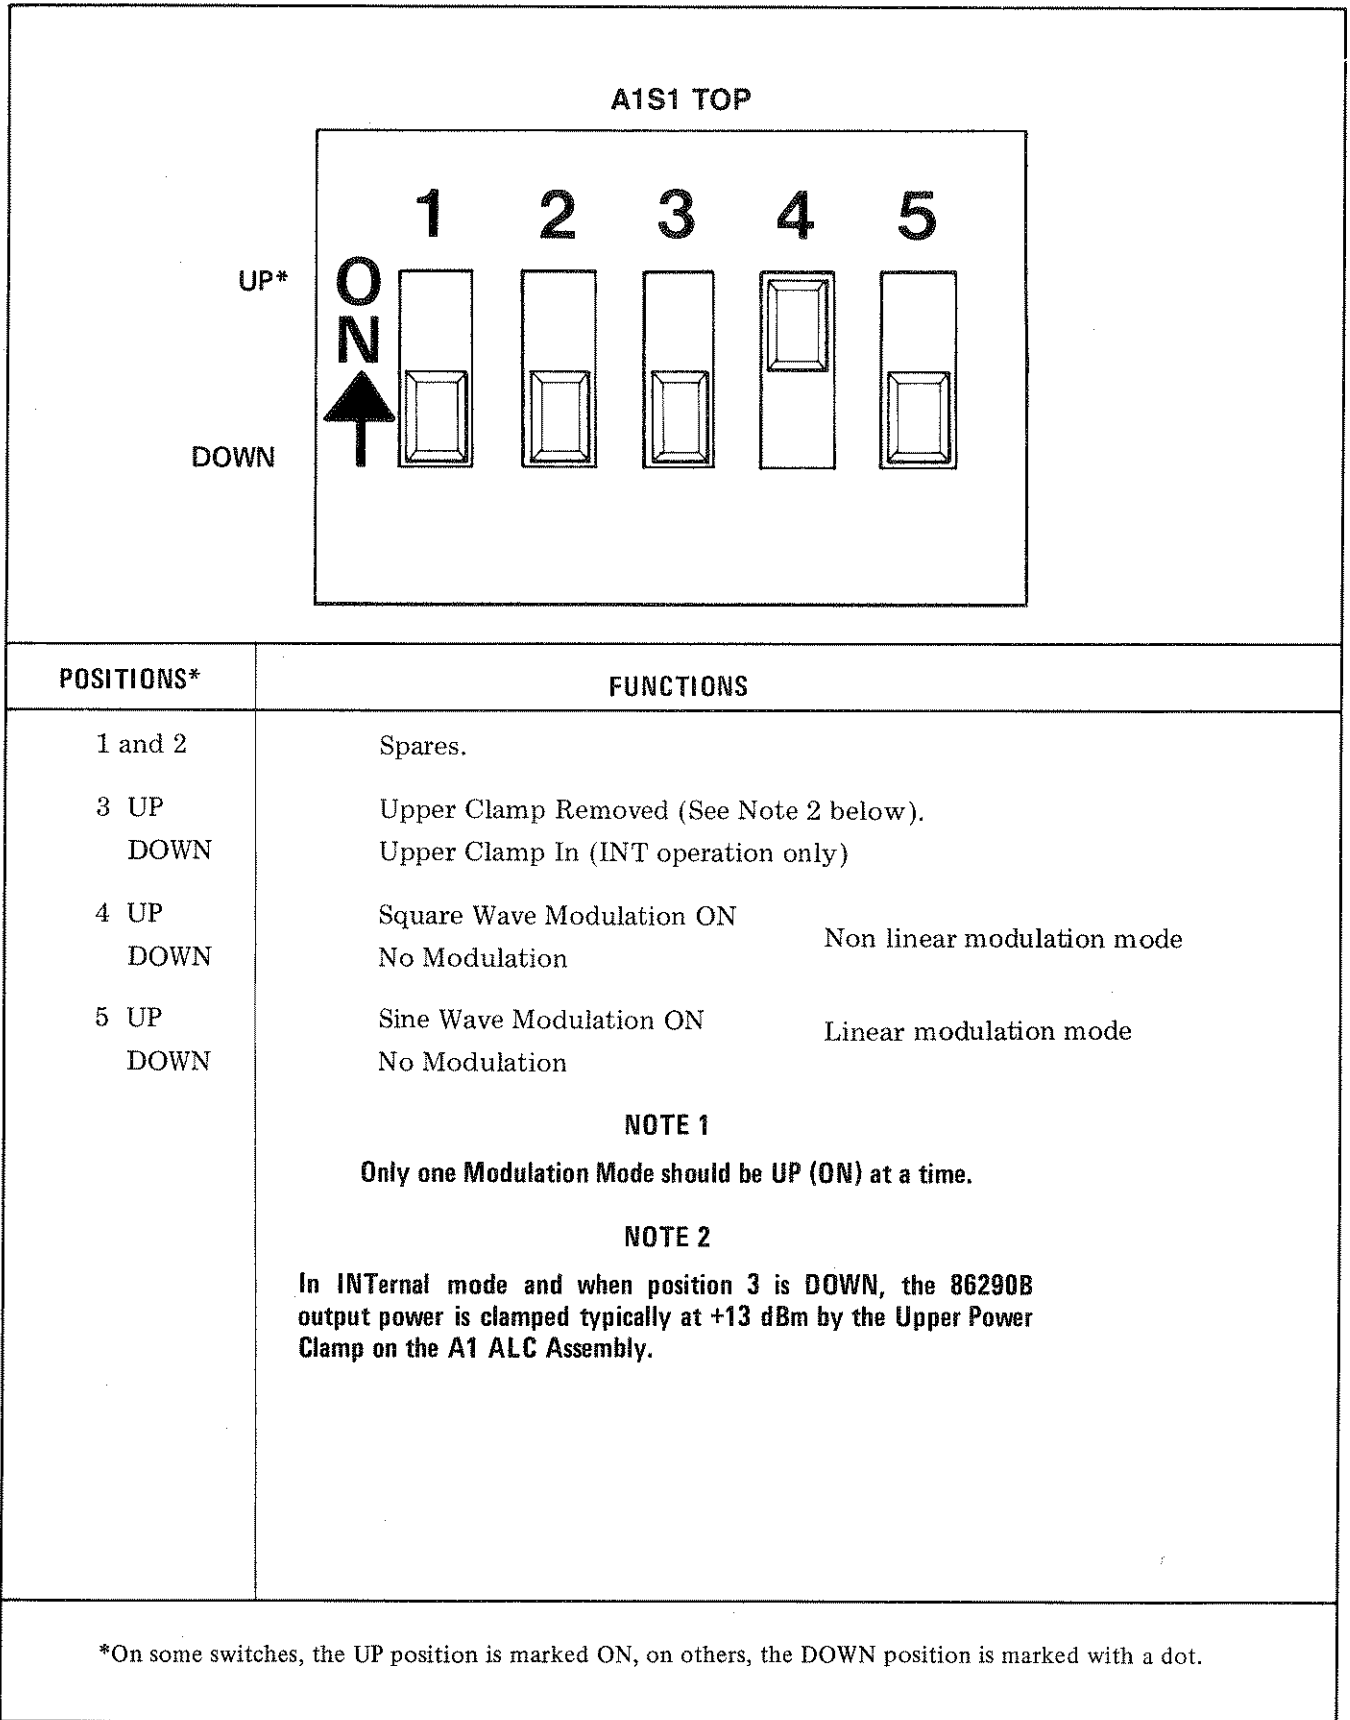 A1S1 TOP
1 2 3 4 5
UP*
ON
DOWN
POSITIONS* FUNCTIONS
1 and 2 Spares.
3 UP Upper Clamp Removed (See Note 2 below).
DOWN Upper Clamp In (INT operation only)
4 UP Square Wave Modulation ON
Non linear modulation mode
DOWN No Modulation
5 UP Sine Wave Modulation ON
Linear modulation mode
DOWN No Modulation
NOTE 1
Only one Modulation Mode should be UP (ON) at a time.
NOTE 2
In INTernal mode and when position 3 is DOWN, the 86290B
output power is clamped typically at +13 dBm by the Upper Power
Clamp on the A1 ALC Assembly.
*On some switches, the UP position is marked ON, on others, the DOWN position is marked with a dot.